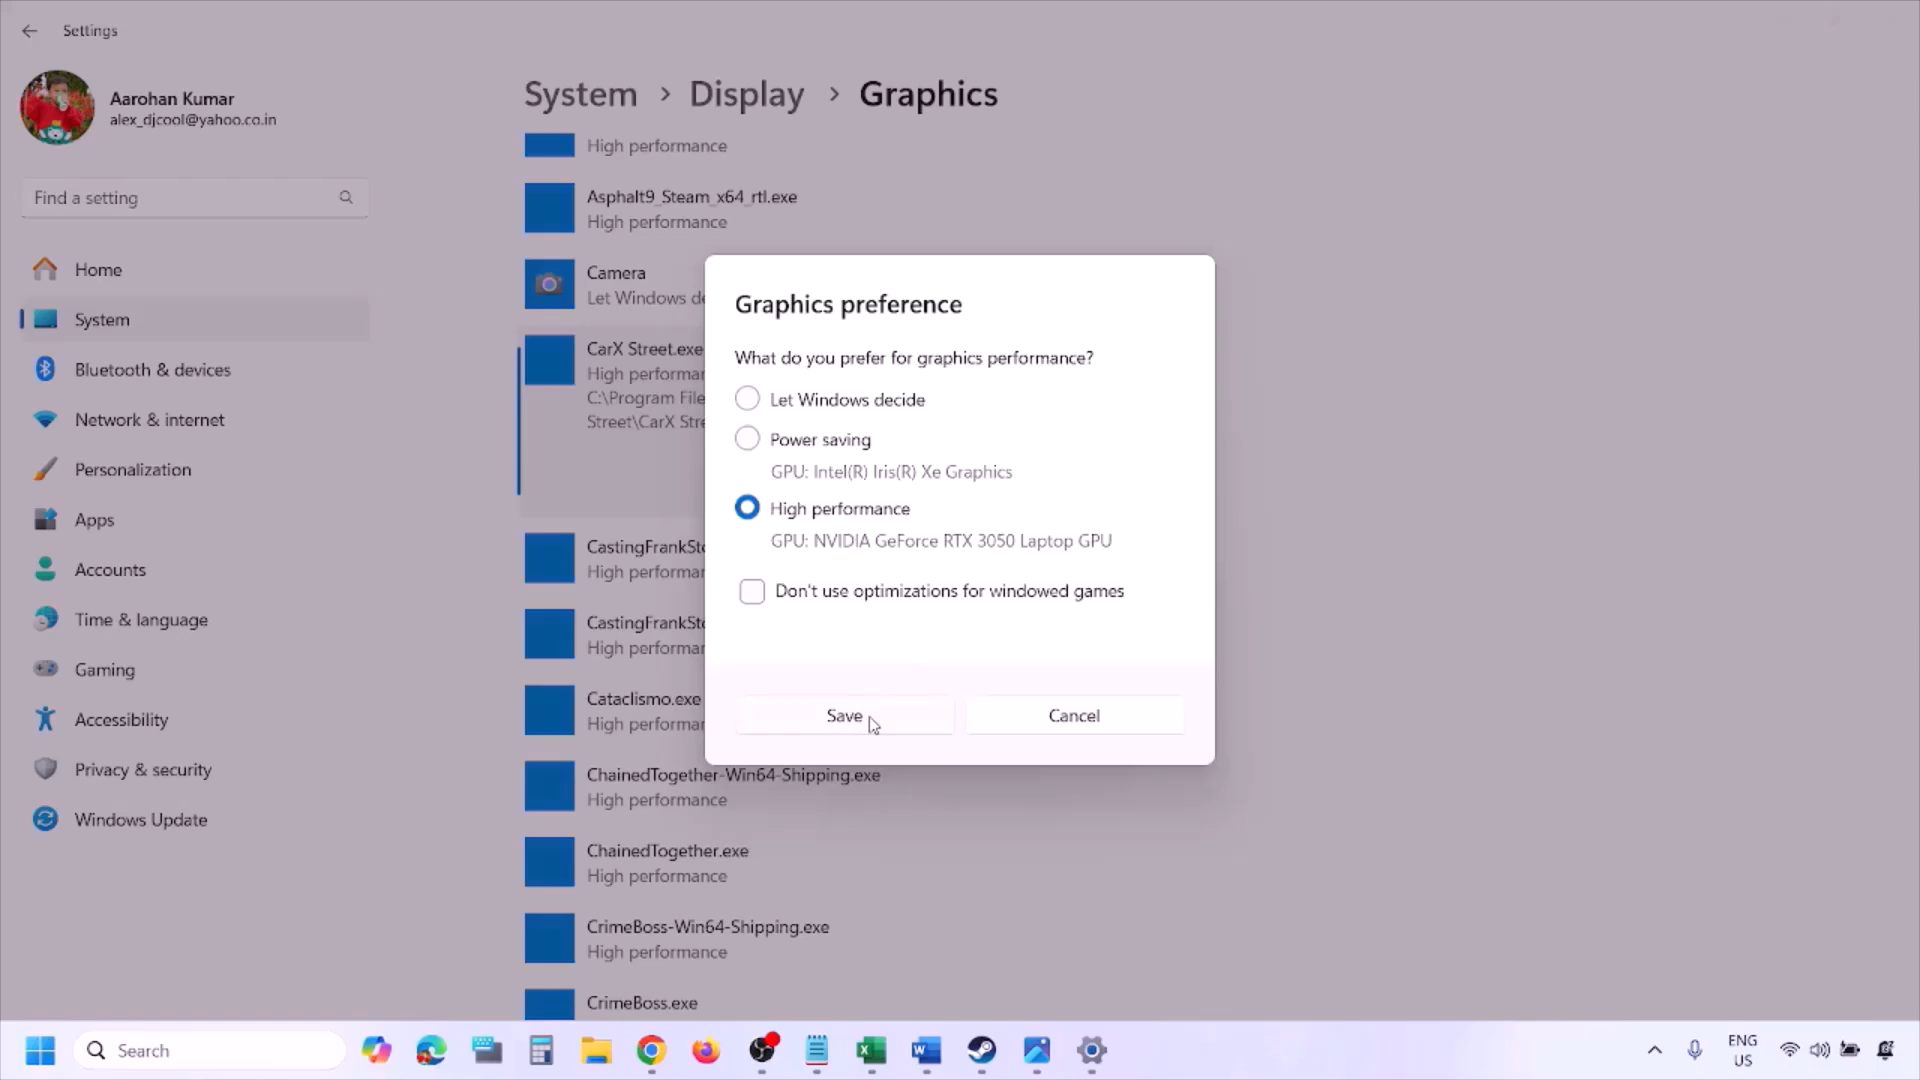 Settings
Aarohan Kumar
alex_djcool@yahoo.co.in
Find a setting
Home
System
Bluetooth & devices
Network & internet
Personalization
Apps
Accounts
Time & language
Gaming
Accessibility
Privacy & security
Windows Update
System > Display > Graphics
High performance
Asphalt9_Steam_x64_rtl.exe
High performance
Camera
Let Windows de
CarX Street.exe
High performan
C:\Program File
Street\CarX Stre
CastingFrankSto
High performan
CastingFrankSto
High performan
Cataclismo.exe
High performan
ChainedTogether-Win64-Shipping.exe
High performance
ChainedTogether.exe
High performance
CrimeBoss-Win64-Shipping.exe
High performance
CrimeBoss.exe
Graphics preference
What do you prefer for graphics performance?
Let Windows decide
Power saving
GPU: Intel(R) Iris(R) Xe Graphics
High performance
GPU: NVIDIA GeForce RTX 3050 Laptop GPU
Don't use optimizations for windowed games
Save
Cancel
Search
ENG
US